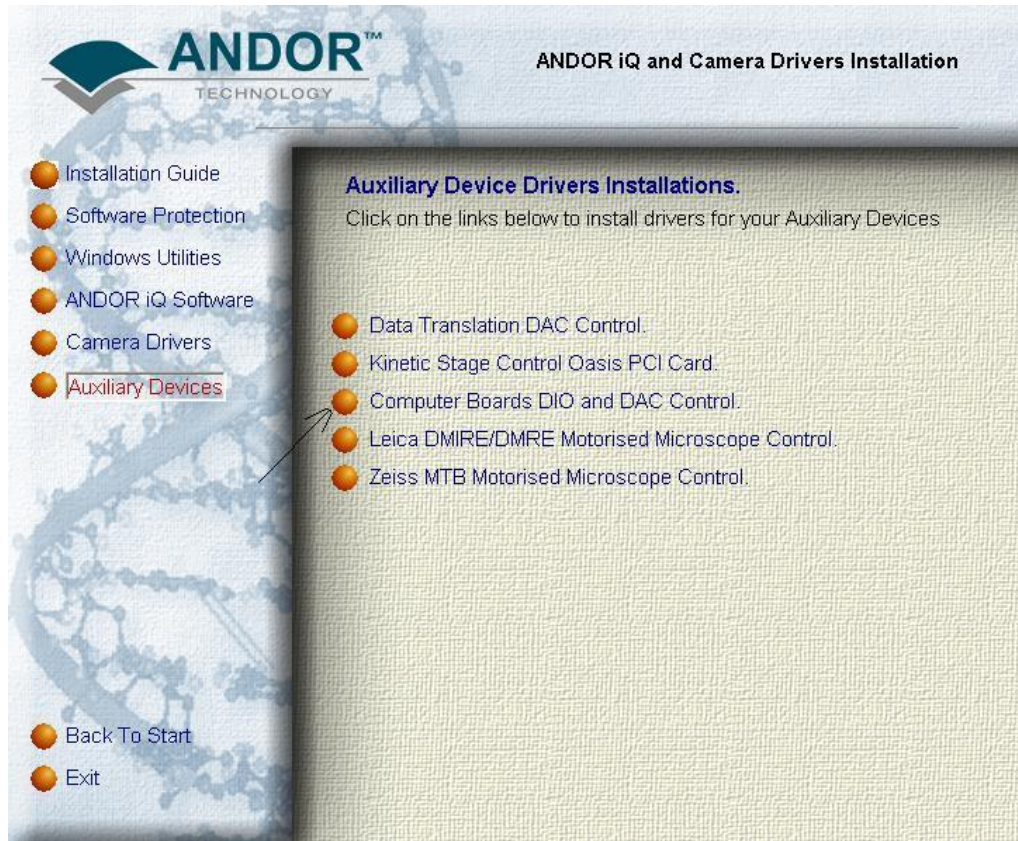 ANDOR™
TECHNOLOGY
ANDOR iQ and Camera Drivers Installation
Installation Guide
Software Protection
Windows Utilities
ANDOR iQ Software
Camera Drivers
Auxiliary Devices
Auxiliary Device Drivers Installations.
Click on the links below to install drivers for your Auxiliary Devices
Data Translation DAC Control.
Kinetic Stage Control Oasis PCI Card.
Computer Boards DIO and DAC Control.
Leica DMIRE/DMRE Motorised Microscope Control.
Zeiss MTB Motorised Microscope Control.
Back To Start
Exit